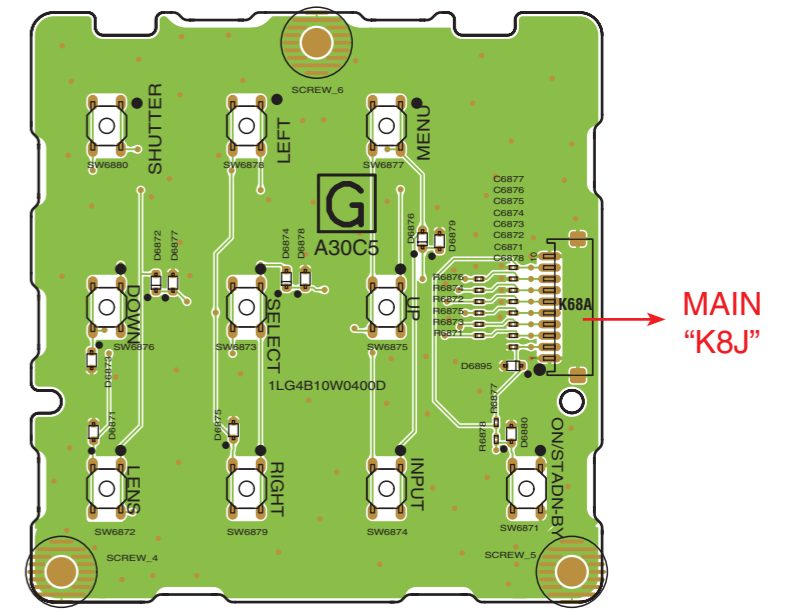 SCREW_6
SHUTTER
SW6880
LEFT
SW6878
MENU
SW6877
G
A30C5
C6877
C6876
C6875
C6874
C6873
C6872
C6871
C6878
D6872
D6877
D6874
D6878
D6876
D6879
R6876
R6874
R6872
R6875
R6873
R6871
10
1
K68A
MAIN
“K8J”
DOWN
SW6876
SELECT
SW6873
UP
SW6875
D6873
D6895
1LG4B10W0400D
R6877
R6878
D6880
D6871
D6875
LENS
SW6872
RIGHT
SW6879
INPUT
SW6874
ON/STADN-BY
SW6871
SCREW_4
SCREW_5